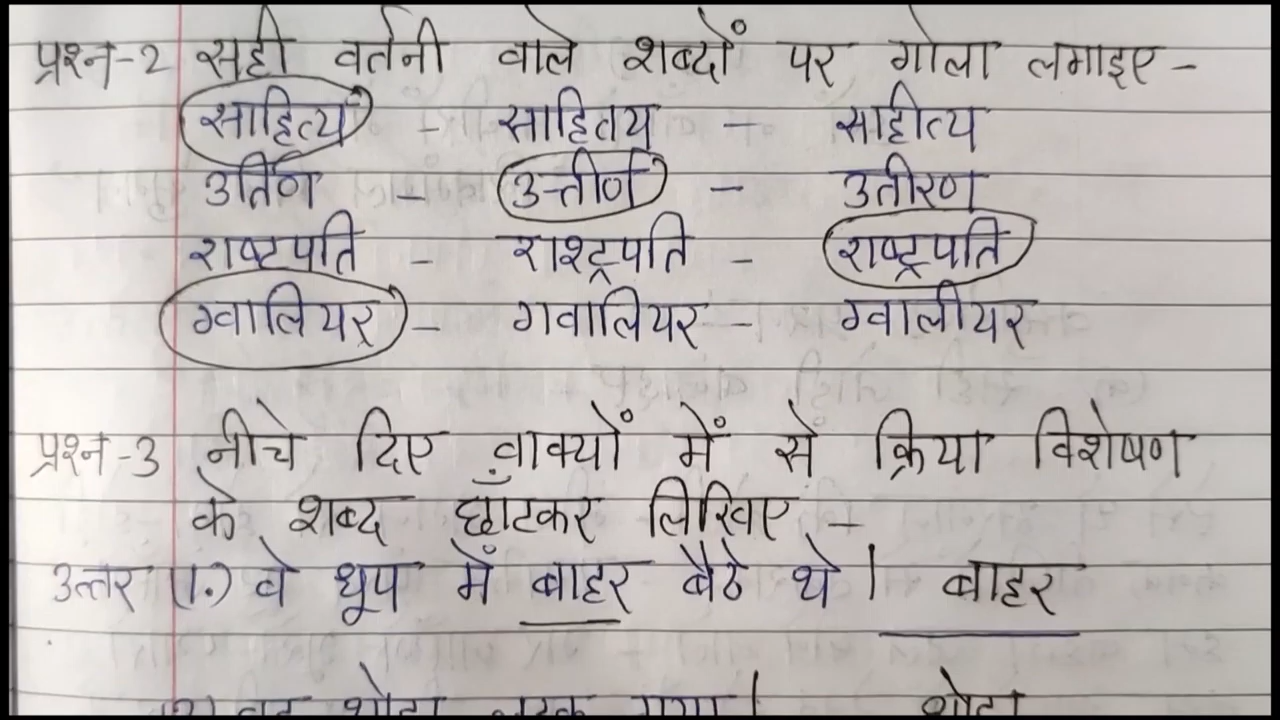 प्रश्न-2 सही वर्तनी वाले शब्दों पर गोला लगाइए -
साहित्य - साहितय - साहीत्य
उर्तिण - उत्तीर्ण - उतीरण
राष्टपति - राश्ट्रपति - राष्ट्रपति
ग्वालियर - गवालियर - ग्वालीयर
प्रश्न-3 नीचे दिए वाक्यों में से क्रिया विशेषण
के शब्द छाँटकर लिखिए -
उत्तर (1.) वे धूप में बाहर बैठे थे। बाहर
थोड़ा